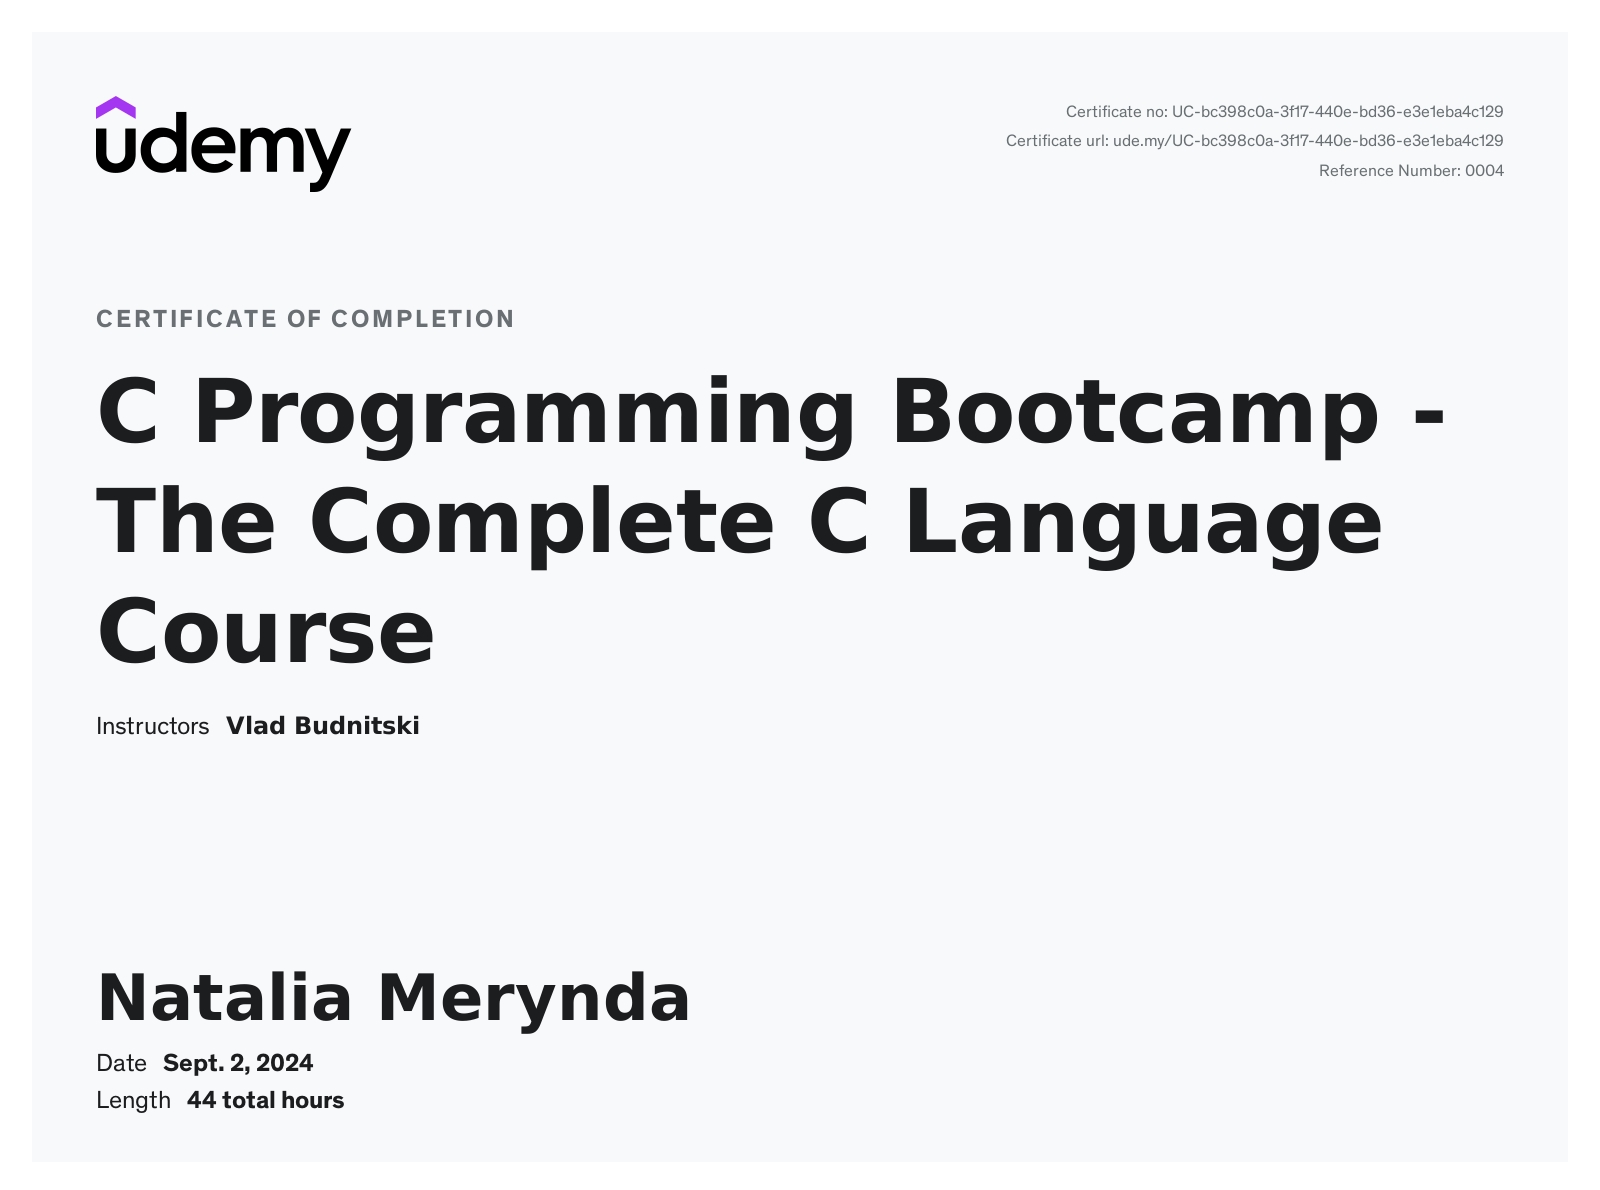 udemy
Certificate no: UC-bc398c0a-3f17-440e-bd36-e3e1eba4c129
Certificate url: ude.my/UC-bc398c0a-3f17-440e-bd36-e3e1eba4c129
Reference Number: 0004
CERTIFICATE OF COMPLETION
C Programming Bootcamp -
The Complete C Language
Course
Instructors Vlad Budnitski
Natalia Merynda
Date Sept. 2, 2024
Length 44 total hours